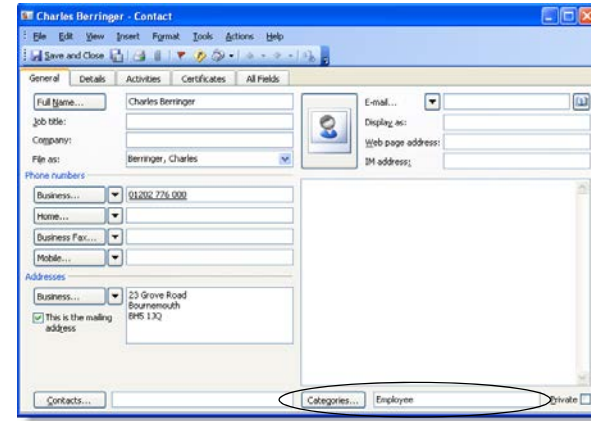 Charles Berringer - Contact
File Edit View Insert Format Tools Actions Help
Save and Close
General Details Activities Certificates All Fields
Full Name... Charles Berringer
Job title:
Company:
File as: Berringer, Charles
E-mail...
Display as:
Web page address:
IM address:
Phone numbers
Business... 01202 776 000
Home...
Business Fax...
Mobile...
Addresses
Business... 23 Grove Road
Bournemouth
BH5 1JQ
This is the mailing
address
Contacts... Categories... Employee Private